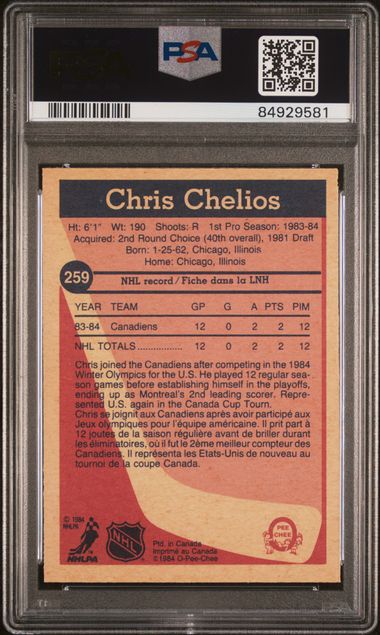 PSA
84929581
Chris Chelios
Ht: 6'1" Wt: 190 Shoots: R 1st Pro Season: 1983-84
Acquired: 2nd Round Choice (40th overall), 1981 Draft
Born: 1-25-62, Chicago, Illinois
Home: Chicago, Illinois
259 NHL record/Fiche dans la LNH
YEAR TEAM GP G A PTS PIM
83-84 Canadiens 12 0 2 2 12
NHL TOTALS................ 12 0 2 2 12
Chris joined the Canadiens after competing in the 1984
Winter Olympics for the U.S. He played 12 regular sea-
son games before establishing himself in the playoffs,
ending up as Montreal's 2nd leading scorer. Repre-
sented U.S. again in the Canada Cup Tourn.
Chris se joignit aux Canadiens après avoir participé aux
Jeux olympiques pour l'équipe américaine. Il prit part à
12 joutes de la saison régulière avant de briller durant
les éliminatoires, où il fut le 2ème meilleur compteur des
Canadiens. Il représenta les Etats-Unis de nouveau au
tournoi de la coupe Canada.
© 1984
NHLPA
NHLPA
NHL
Ptd. in Canada
Imprimé au Canada
© 1984 O-Pee-Chee
O
PEE
CHEE